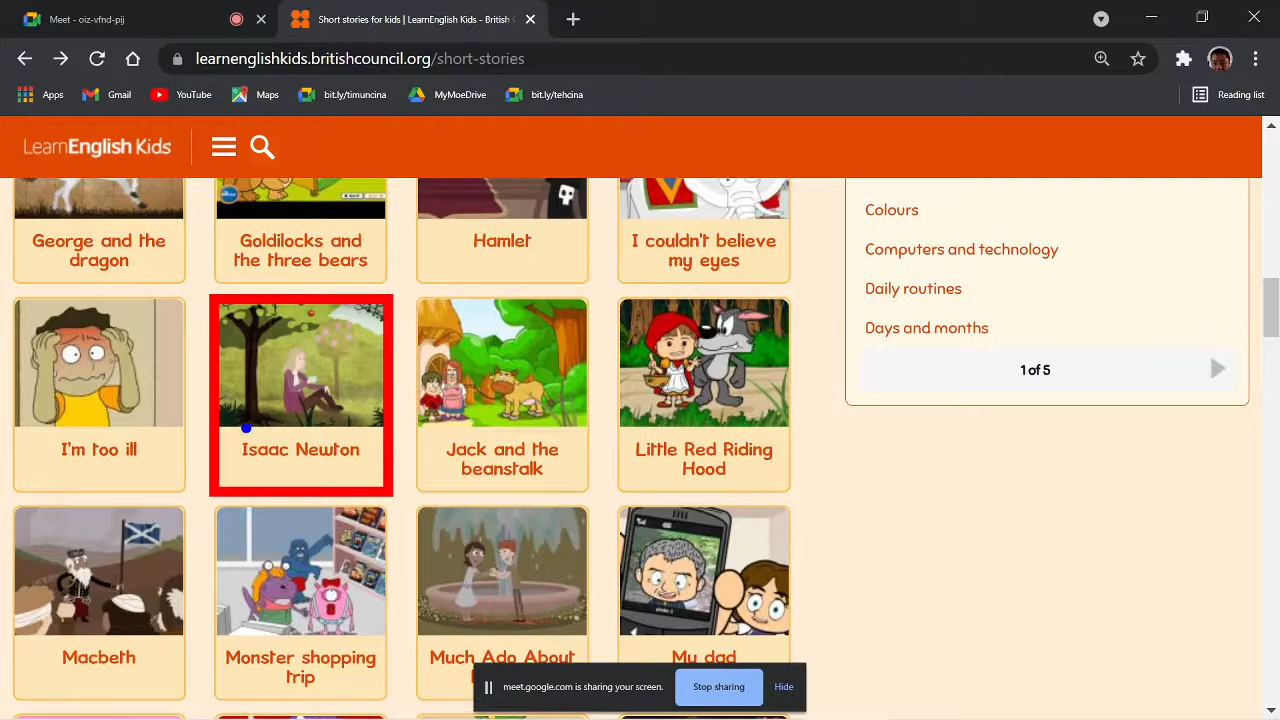 Meet - oiz-vfnd-pij
Short stories for kids | LearnEnglish Kids - British C
learnenglishkids.britishcouncil.org/short-stories
Apps
Gmail
YouTube
Maps
bit.ly/timucina
MyMoeDrive
bit.ly/tehcina
Reading list
LearnEnglish Kids
George and the
dragon
Goldilocks and
the three bears
Hamlet
I couldn't believe
my eyes
Colours
Computers and technology
Daily routines
Days and months
1 of 5
I'm too ill
Isaac Newton
Jack and the
beanstalk
Little Red Riding
Hood
Macbeth
Monster shopping
trip
Much Ado About
My dad
meet.google.com is sharing your screen.
Stop sharing
Hide